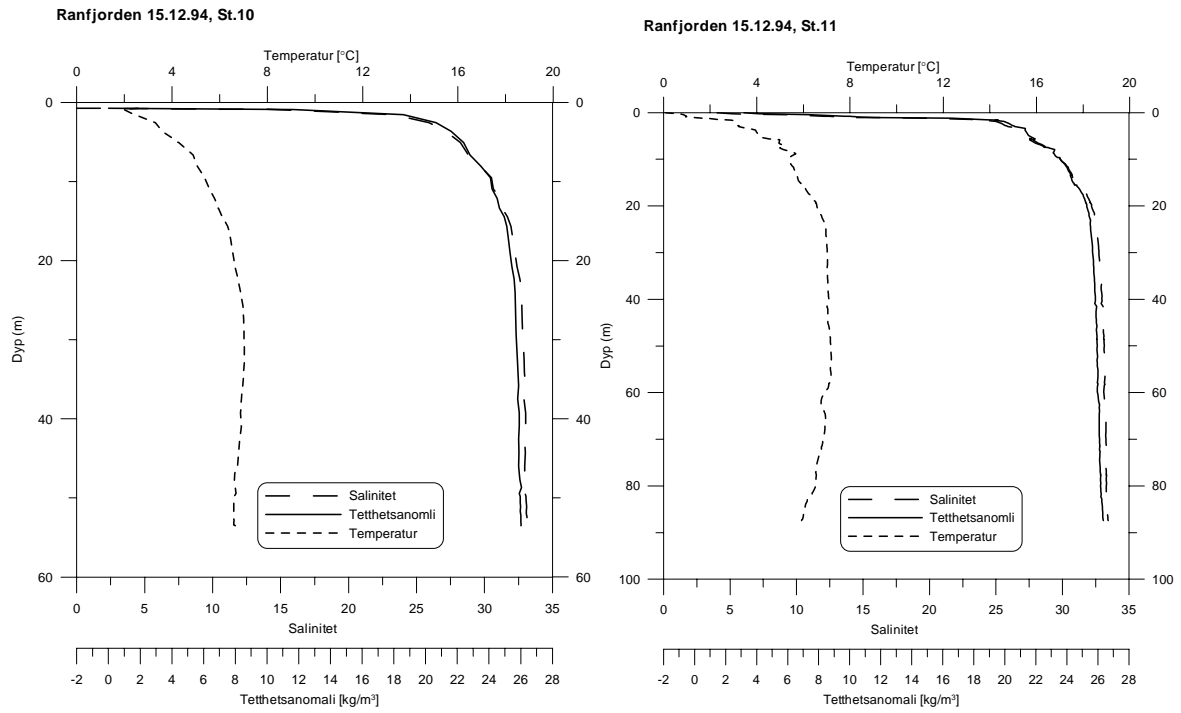 Ranfjorden 15.12.94, St.10
Temperatur [°C]
0 4 8 12 16 20
0 0
20 20
40 40
60 60
Dyp (m)
Salinitet
Tetthetsanomli
Temperatur
0 5 10 15 20 25 30 35
Salinitet
-2 0 2 4 6 8 10 12 14 16 18 20 22 24 26 28
Tetthetsanomali [kg/m³]
Ranfjorden 15.12.94, St.11
Temperatur [°C]
0 4 8 12 16 20
0 0
20 20
40 40
60 60
80 80
100 100
Dyp (m)
Salinitet
Tetthetsanomli
Temperatur
0 5 10 15 20 25 30 35
Salinitet
-2 0 2 4 6 8 10 12 14 16 18 20 22 24 26 28
Tetthetsanomali [kg/m³]